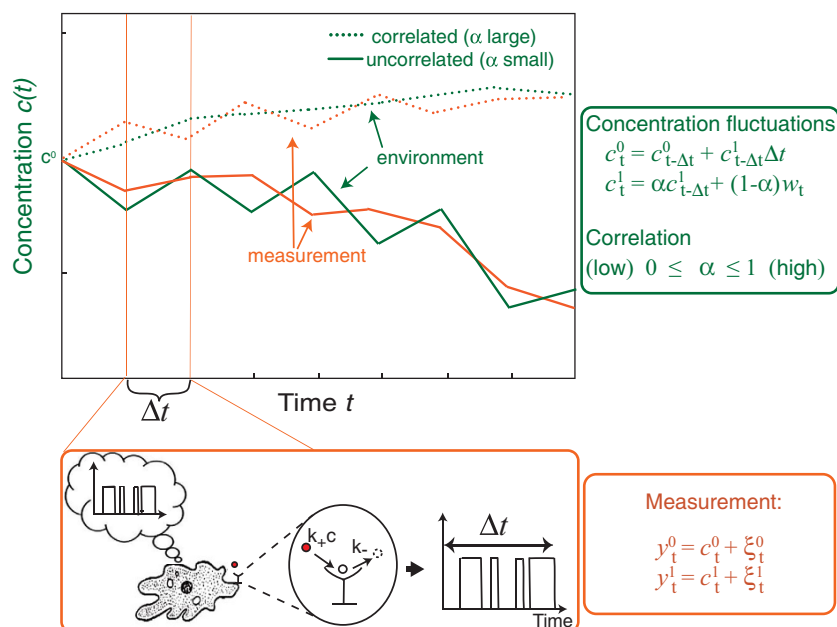 correlated (α large)
uncorrelated (α small)
Concentration c(t)
c⁰
environment
measurement
Δt
Time t
Concentration fluctuations
c⁰ₜ = c⁰ₜ₋Δₜ + c¹ₜ₋ΔₜΔt
c¹ₜ = αc¹ₜ₋Δₜ + (1-α)wₜ
Correlation
(low) 0 ≤ α ≤ 1 (high)
k₊c
k-
Δt
Time
Measurement:
y⁰ₜ = c⁰ₜ + ξ⁰ₜ
y¹ₜ = c¹ₜ + ξ¹ₜ